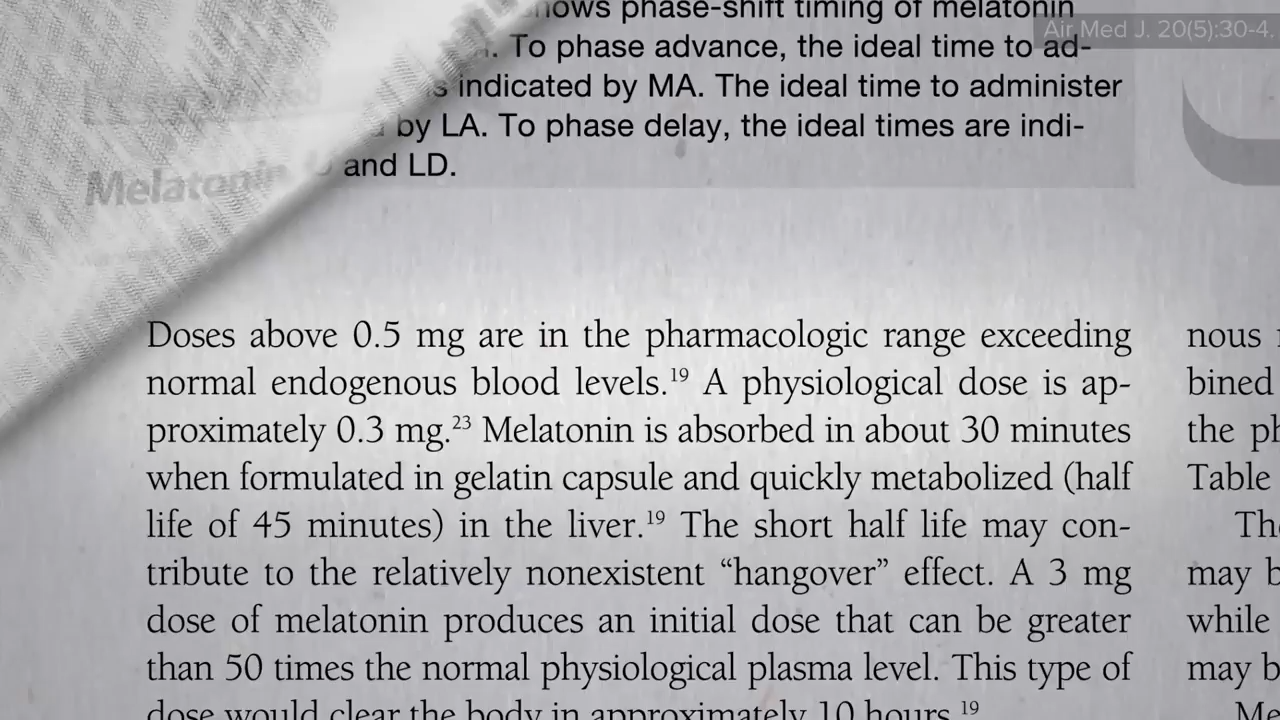 shows phase-shift timing of melatonin
Air Med J. 20(5):30-4.
To phase advance, the ideal time to ad-
indicated by MA. The ideal time to administer
by LA. To phase delay, the ideal times are indi-
and LD.
Melatonin
Doses above 0.5 mg are in the pharmacologic range exceeding
normal endogenous blood levels.19 A physiological dose is ap-
proximately 0.3 mg.23 Melatonin is absorbed in about 30 minutes
when formulated in gelatin capsule and quickly metabolized (half
life of 45 minutes) in the liver.19 The short half life may con-
tribute to the relatively nonexistent “hangover” effect. A 3 mg
dose of melatonin produces an initial dose that can be greater
than 50 times the normal physiological plasma level. This type of
dose would clear the body in approximately 10 hours.19
nous
bined
the
Table
may
while
may